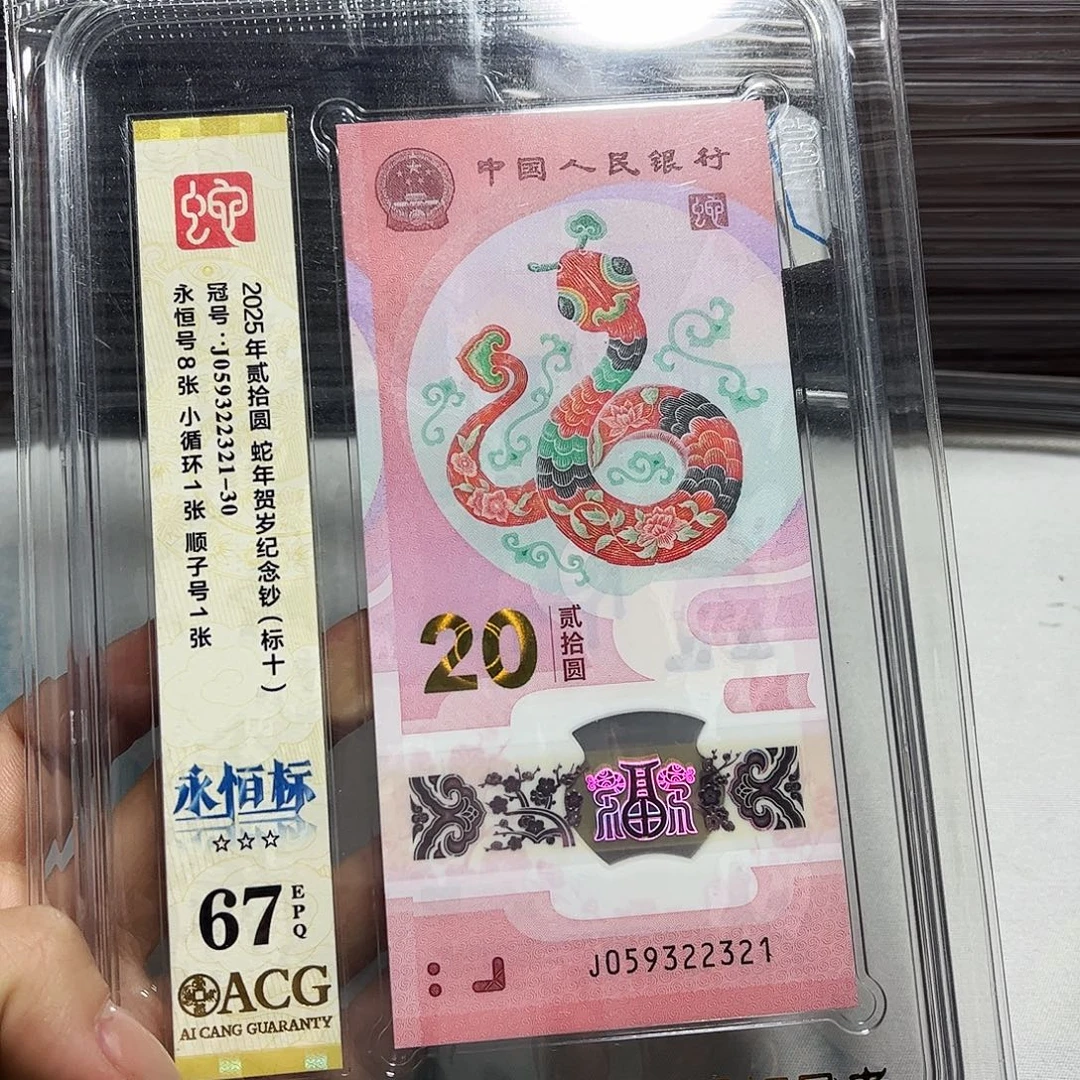 蛇
2025年贰拾圆 蛇年贺岁纪念钞(标十)
冠号:J059322321-30
永恒号8张 小循环1张 顺子号1张
永恒标
☆☆☆
67 EPQ
ACG
AI CANG GUARANTY
中国人民银行
蛇
20 贰拾圆
福
J059322321